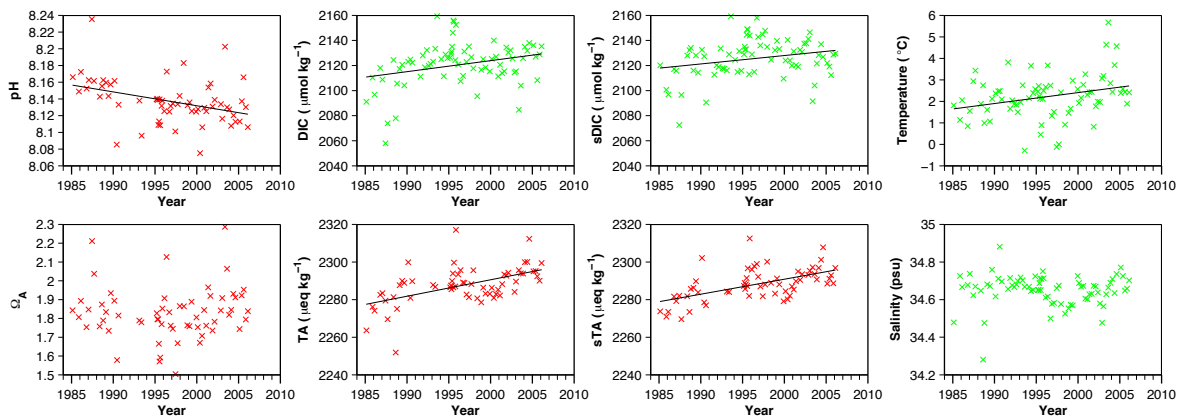 8.24
8.22
8.20
8.18
8.16
8.14
8.12
8.10
8.08
8.06
pH
1985 1990 1995 2000 2005 2010
Year
2160
2140
2120
2100
2080
2060
2040
DIC ( μmol kg⁻¹)
1985 1990 1995 2000 2005 2010
Year
2160
2140
2120
2100
2080
2060
2040
sDIC ( μmol kg⁻¹)
1985 1990 1995 2000 2005 2010
Year
6
5
4
3
2
1
0
−1
Temperature ( °C)
1985 1990 1995 2000 2005 2010
Year
2.3
2.2
2.1
2
1.9
1.8
1.7
1.6
1.5
Ω_A
1985 1990 1995 2000 2005 2010
Year
2320
2300
2280
2260
2240
TA ( μeq kg⁻¹)
1985 1990 1995 2000 2005 2010
Year
2320
2300
2280
2260
2240
sTA ( μeq kg⁻¹)
1985 1990 1995 2000 2005 2010
Year
35
34.8
34.6
34.4
34.2
Salinity (psu)
1985 1990 1995 2000 2005 2010
Year